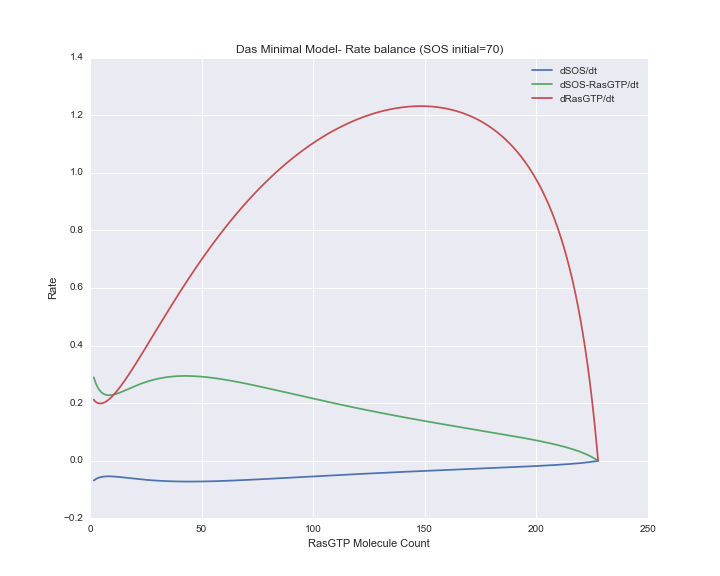 Das Minimal Model- Rate balance (SOS initial=70)
dSOS/dt
dSOS-RasGTP/dt
dRasGTP/dt
1.4
1.2
1.0
0.8
0.6
0.4
0.2
0.0
−0.2
Rate
0 50 100 150 200 250
RasGTP Molecule Count